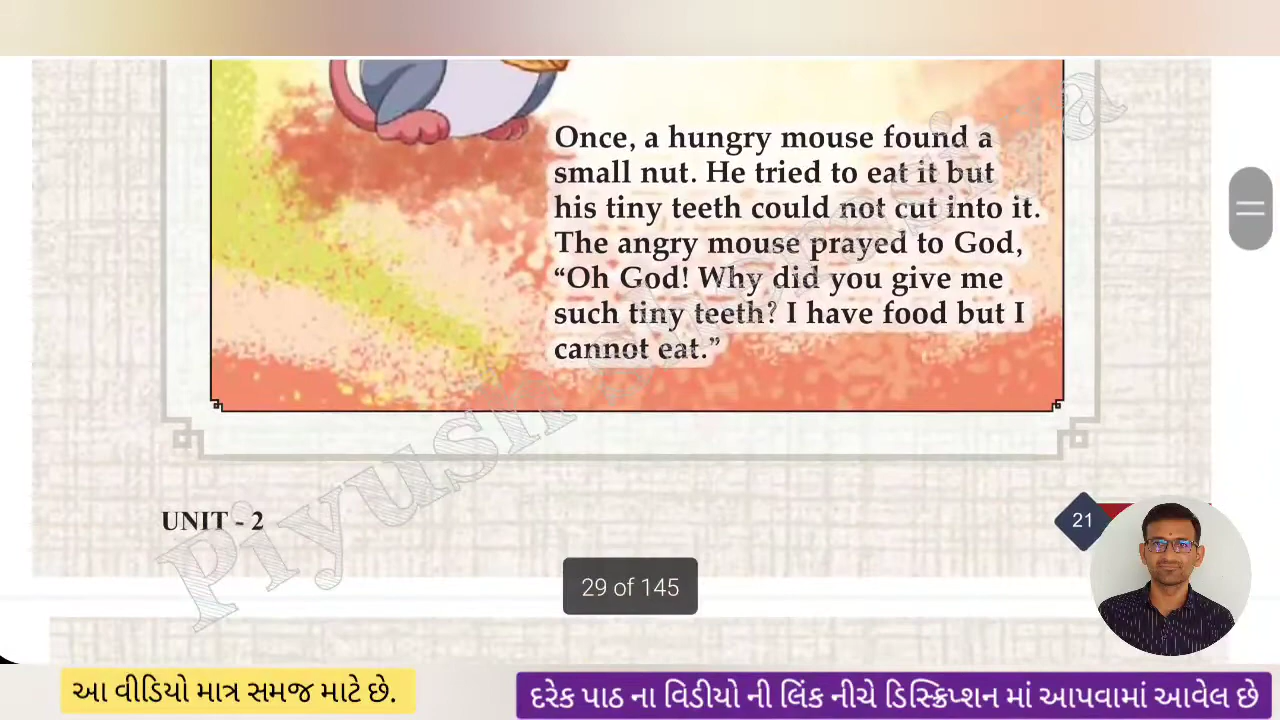 Once, a hungry mouse found a
small nut. He tried to eat it but
his tiny teeth could not cut into it.
The angry mouse prayed to God,
“Oh God! Why did you give me
such tiny teeth? I have food but I
cannot eat.”
UNIT - 2
21
29 of 145
આ વીડિયો માત્ર સમજ માટે છે.
દરેક પાઠ ના વિડીયો ની લિંક નીચે ડિસ્ક્રિપ્શન માં આપવામાં આવેલ છે